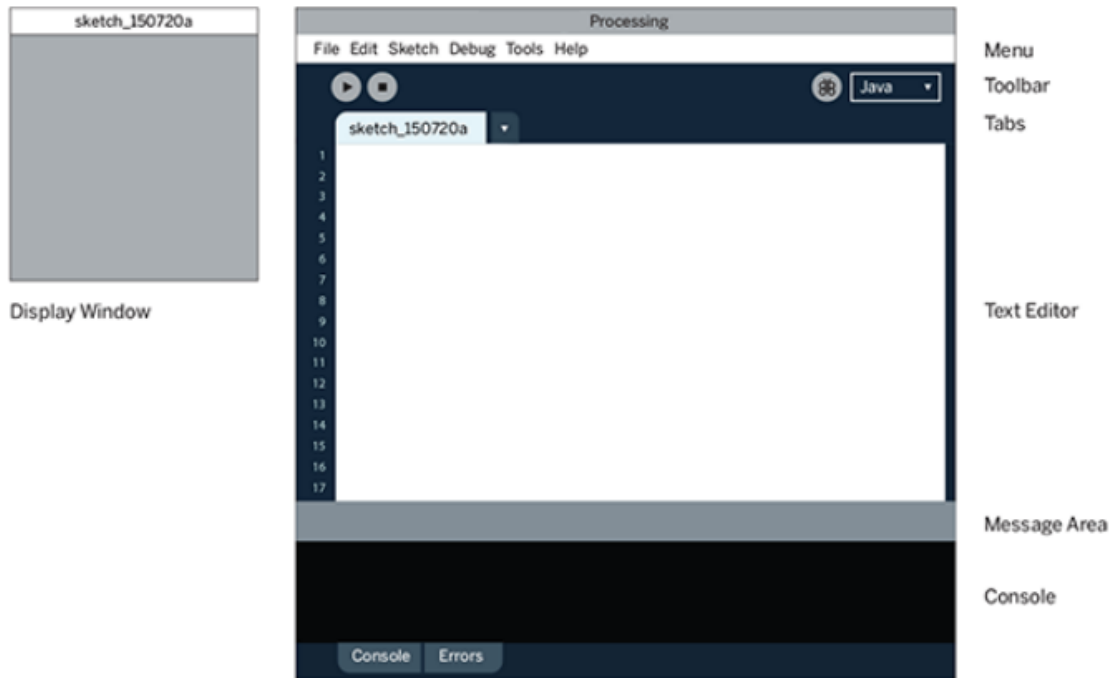 sketch_150720a
Display Window
Processing
File Edit Sketch Debug Tools Help
Java
sketch_150720a
1
2
3
4
5
6
7
8
9
10
11
12
13
14
15
16
17
Console Errors
Menu
Toolbar
Tabs
Text Editor
Message Area
Console